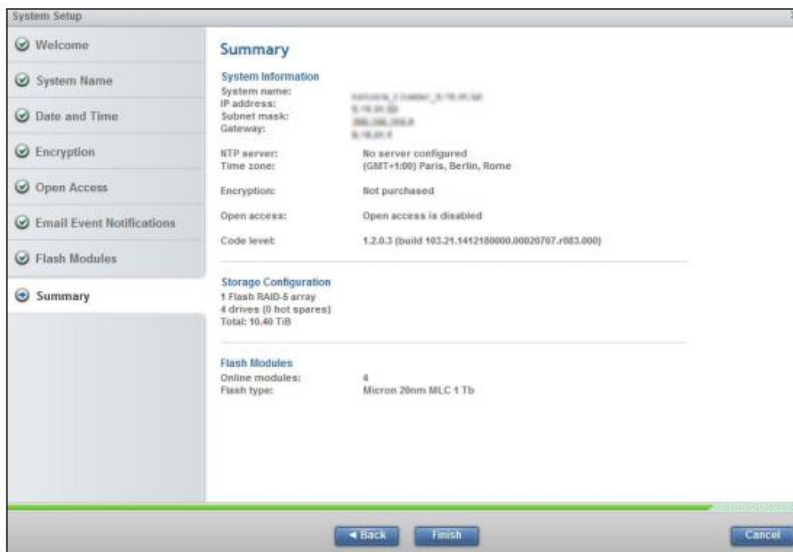 System Setup
Welcome
System Name
Date and Time
Encryption
Open Access
Email Event Notifications
Flash Modules
Summary
Summary
System Information
System name:
IP address:
Subnet mask:
Gateway:
NTP server: No server configured
Time zone: (GMT+1:00) Paris, Berlin, Rome
Encryption: Not purchased
Open access: Open access is disabled
Code level: 1.2.0.3 (build 103.21.1412180000.00020707.r083.000)
Storage Configuration
1 Flash RAID-5 array
4 drives (0 hot spares)
Total: 10.40 TiB
Flash Modules
Online modules: 4
Flash type: Micron 20nm MLC 1 Tb
Back
Finish
Cancel